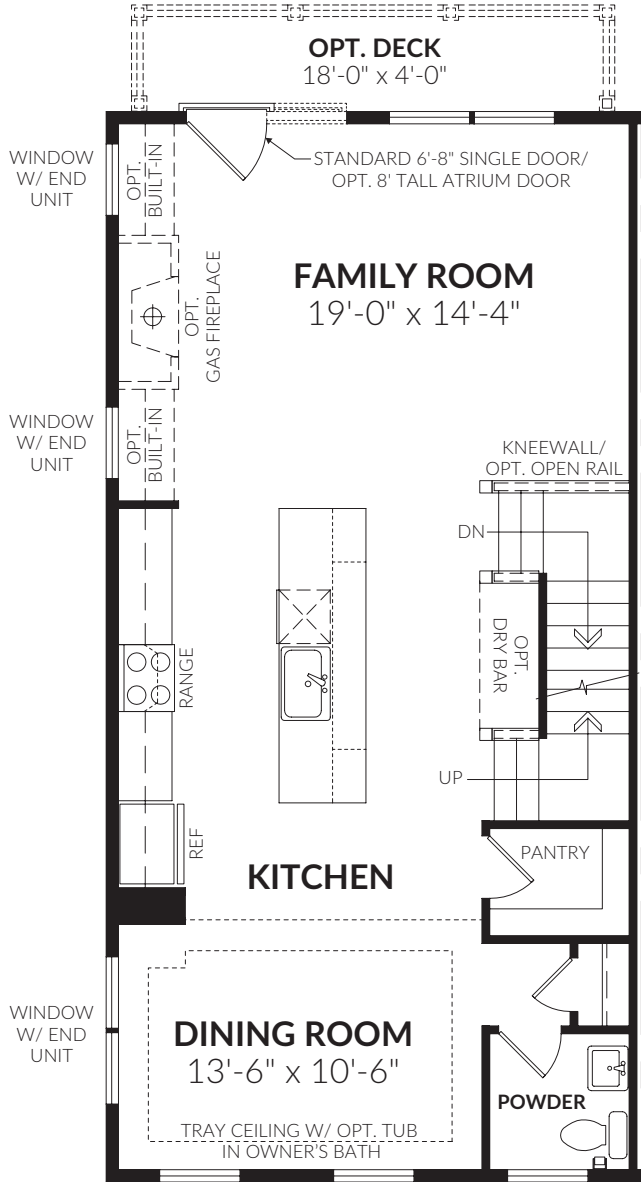 OPT. DECK
18'-0" x 4'-0"
WINDOW
W/ END
UNIT
OPT.
BUILT-IN
STANDARD 6'-8" SINGLE DOOR/
OPT. 8' TALL ATRIUM DOOR
FAMILY ROOM
19'-0" x 14'-4"
OPT.
GAS FIREPLACE
WINDOW
W/ END
UNIT
OPT.
BUILT-IN
KNEEWALL/
OPT. OPEN RAIL
DN
OPT.
DRY BAR
RANGE
UP
REF
KITCHEN
PANTRY
WINDOW
W/ END
UNIT
DINING ROOM
13'-6" x 10'-6"
POWDER
TRAY CEILING W/ OPT. TUB
IN OWNER'S BATH